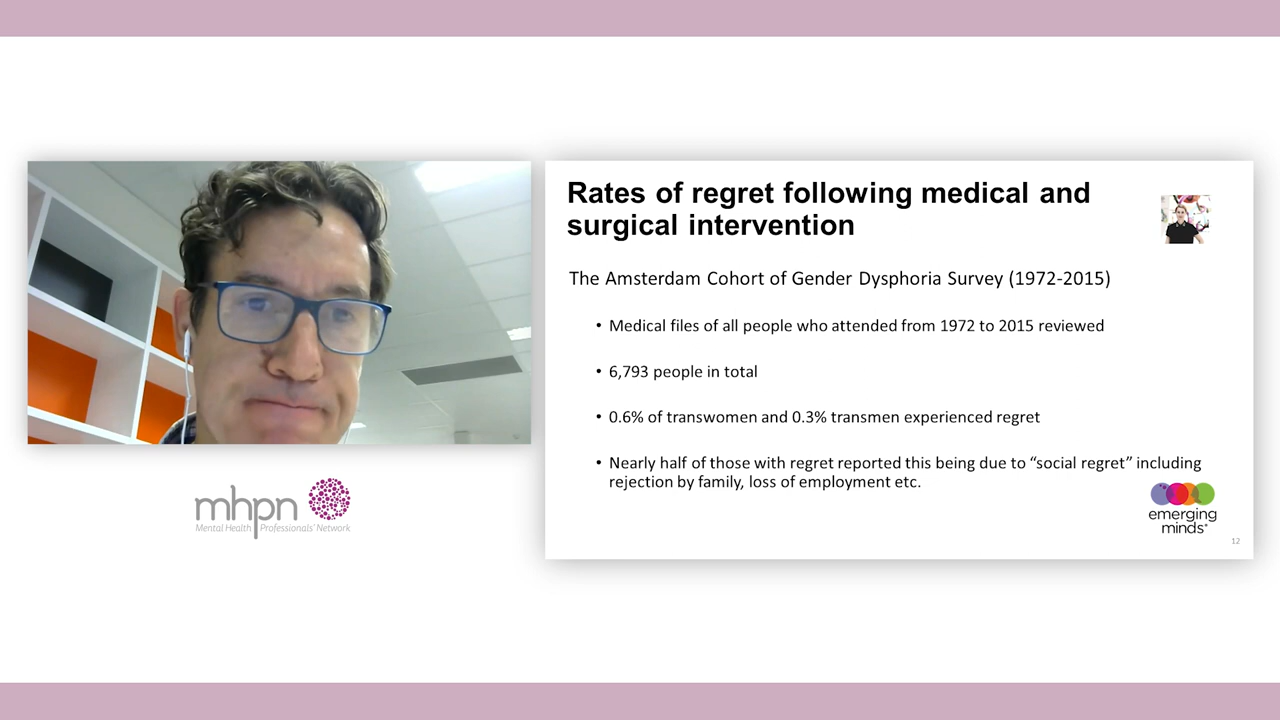 Rates of regret following medical and
surgical intervention
The Amsterdam Cohort of Gender Dysphoria Survey (1972-2015)
• Medical files of all people who attended from 1972 to 2015 reviewed
• 6,793 people in total
• 0.6% of transwomen and 0.3% transmen experienced regret
• Nearly half of those with regret reported this being due to “social regret” including
rejection by family, loss of employment etc.
mhpn
Mental Health Professionals' Network
emerging
minds
12